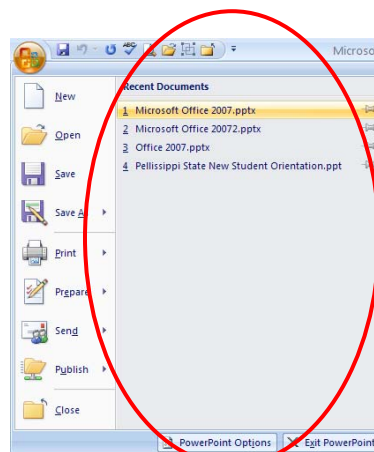 ABC
Microso
Recent Documents
New
1 Microsoft Office 2007.pptx
2 Microsoft Office 20072.pptx
Open
3 Office 2007.pptx
4 Pellissippi State New Student Orientation.ppt
Save
Save As
Print
Prepare
Send
Publish
Close
PowerPoint Options
Exit PowerPoint